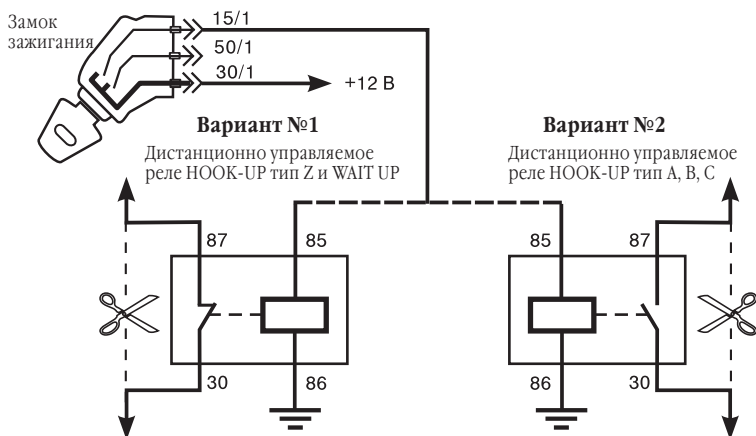 Замок
зажигания
15/1
50/1
30/1
+12 В
Вариант №1
Дистанционно управляемое
реле HOOK-UP тип Z и WAIT UP
Вариант №2
Дистанционно управляемое
реле HOOK-UP тип А, В, С
87
85
85
87
30
86
86
30